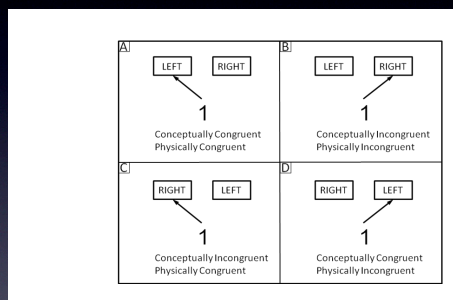 A
LEFT RIGHT
1
Conceptually Congruent
Physically Congruent
B
LEFT RIGHT
1
Conceptually Incongruent
Physically Incongruent
C
RIGHT LEFT
1
Conceptually Incongruent
Physically Congruent
D
RIGHT LEFT
1
Conceptually Congruent
Physically Incongruent